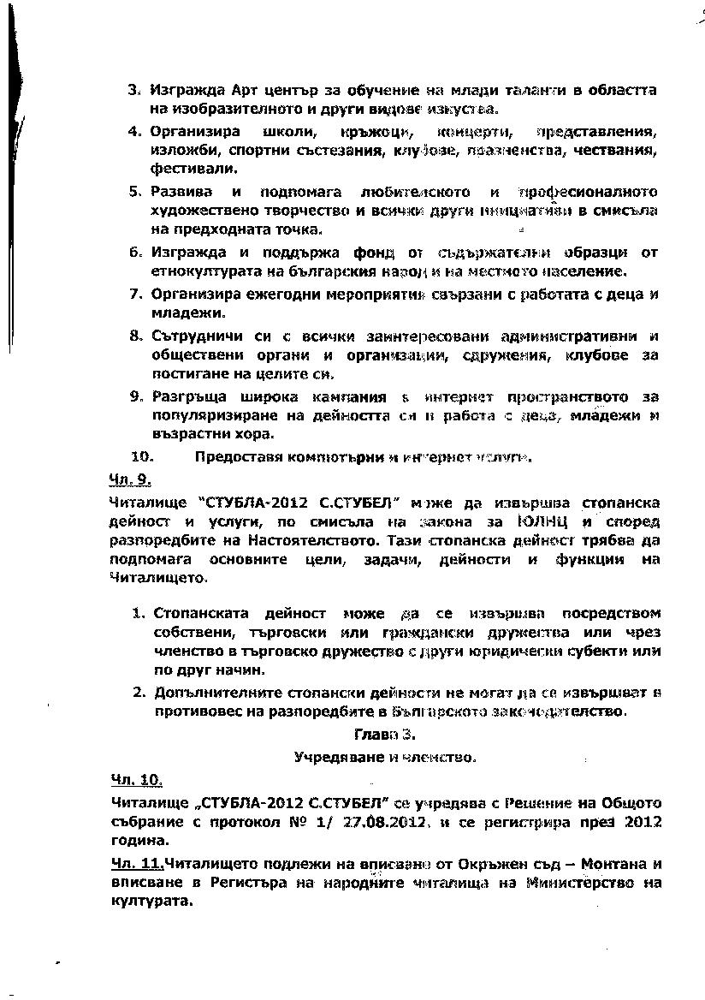 3. Изгражда Арт център за обучение на млади таланти в областта
на изобразителното и други видове изкуства.
4. Организира школи, кръжоци, концерти, представления,
изложби, спортни състезания, клубове, празненства, чествания,
фестивали.
5. Развива и подпомага любителското и професионалното
художествено творчество и всички други инициативи в смисъла
на предходната точка.
6. Изгражда и поддържа фонд от съдържателни образци от
етнокултурата на българския народ и на местното население.
7. Организира ежегодни мероприятия свързани с работата с деца и
младежи.
8. Сътрудничи си с всички заинтересовани административни и
обществени органи и организации, сдружения, клубове за
постигане на целите си.
9. Разгръща широка кампания в интернет пространството за
популяризиране на дейността си и работа с деца, младежи и
възрастни хора.
10. Предоставя компютърни и интернет услуги.
Чл. 9.
Читалище "СТУБЛА-2012 С.СТУБЕЛ" може да извършва стопанска
дейност и услуги, по смисъла на закона за ЮЛНЦ и според
разпоредбите на Настоятелството. Тази стопанска дейност трябва да
подпомага основните цели, задачи, дейности и функции на
Читалището.
1. Стопанската дейност може да се извършва посредством
собствени, търговски или граждански дружества или чрез
членство в търговско дружество с други юридически субекти или
по друг начин.
2. Допълнителните стопански дейности не могат да се извършват в
противовес на разпоредбите в Българското законодателство.
Глава 3.
Учредяване и членство.
Чл. 10.
Читалище „СТУБЛА-2012 С.СТУБЕЛ" се учредява с Решение на Общото
събрание с протокол № 1/ 27.08.2012. и се регистрира през 2012
година.
Чл. 11.Читалището подлежи на вписване от Окръжен съд – Монтана и
вписване в Регистъра на народните читалища на Министерство на
културата.